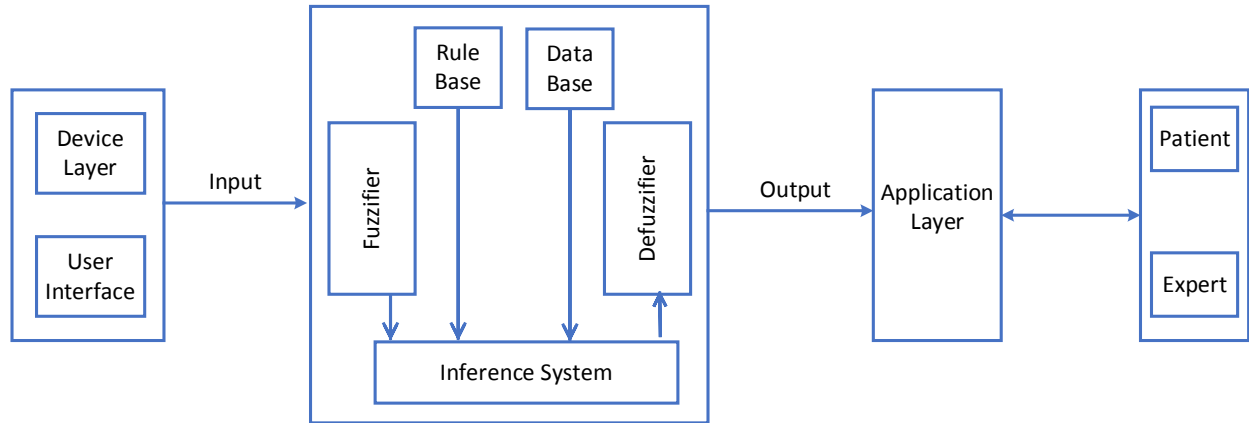 Device
Layer
User
Interface
Input
Rule
Base
Data
Base
Fuzzifier
Defuzzifier
Inference System
Output
Application
Layer
Patient
Expert